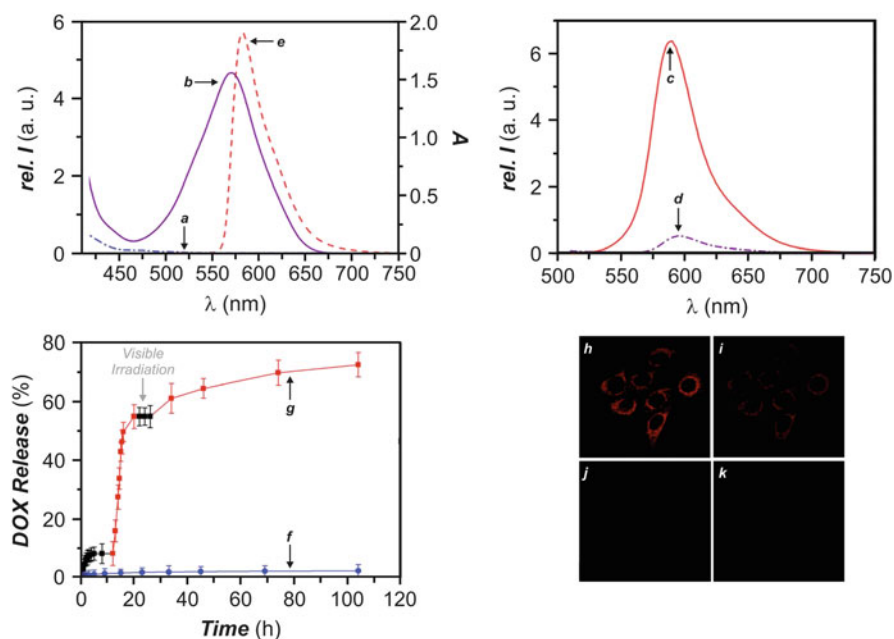 6
4
2
0
rel. I (a. u.)
2.0
1.5
1.0
0.5
0
A
b
e
a
450 500 550 600 650 700 750
λ (nm)
6
4
2
0
rel. I (a. u.)
c
d
500 550 600 650 700 750
λ (nm)
80
60
40
20
0
DOX Release (%)
Visible
Irradiation
g
f
0 20 40 60 80 100 120
Time (h)
h
i
j
k